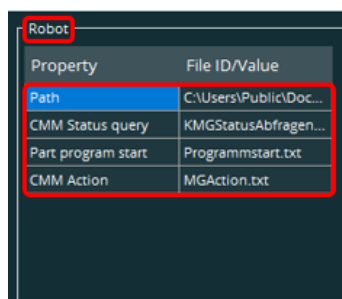 Robot
Property File ID/Value
Path C:\Users\Public\Doc...
CMM Status query KMGStatusAbfragen...
Part program start Programmstart.txt
CMM Action MGAction.txt